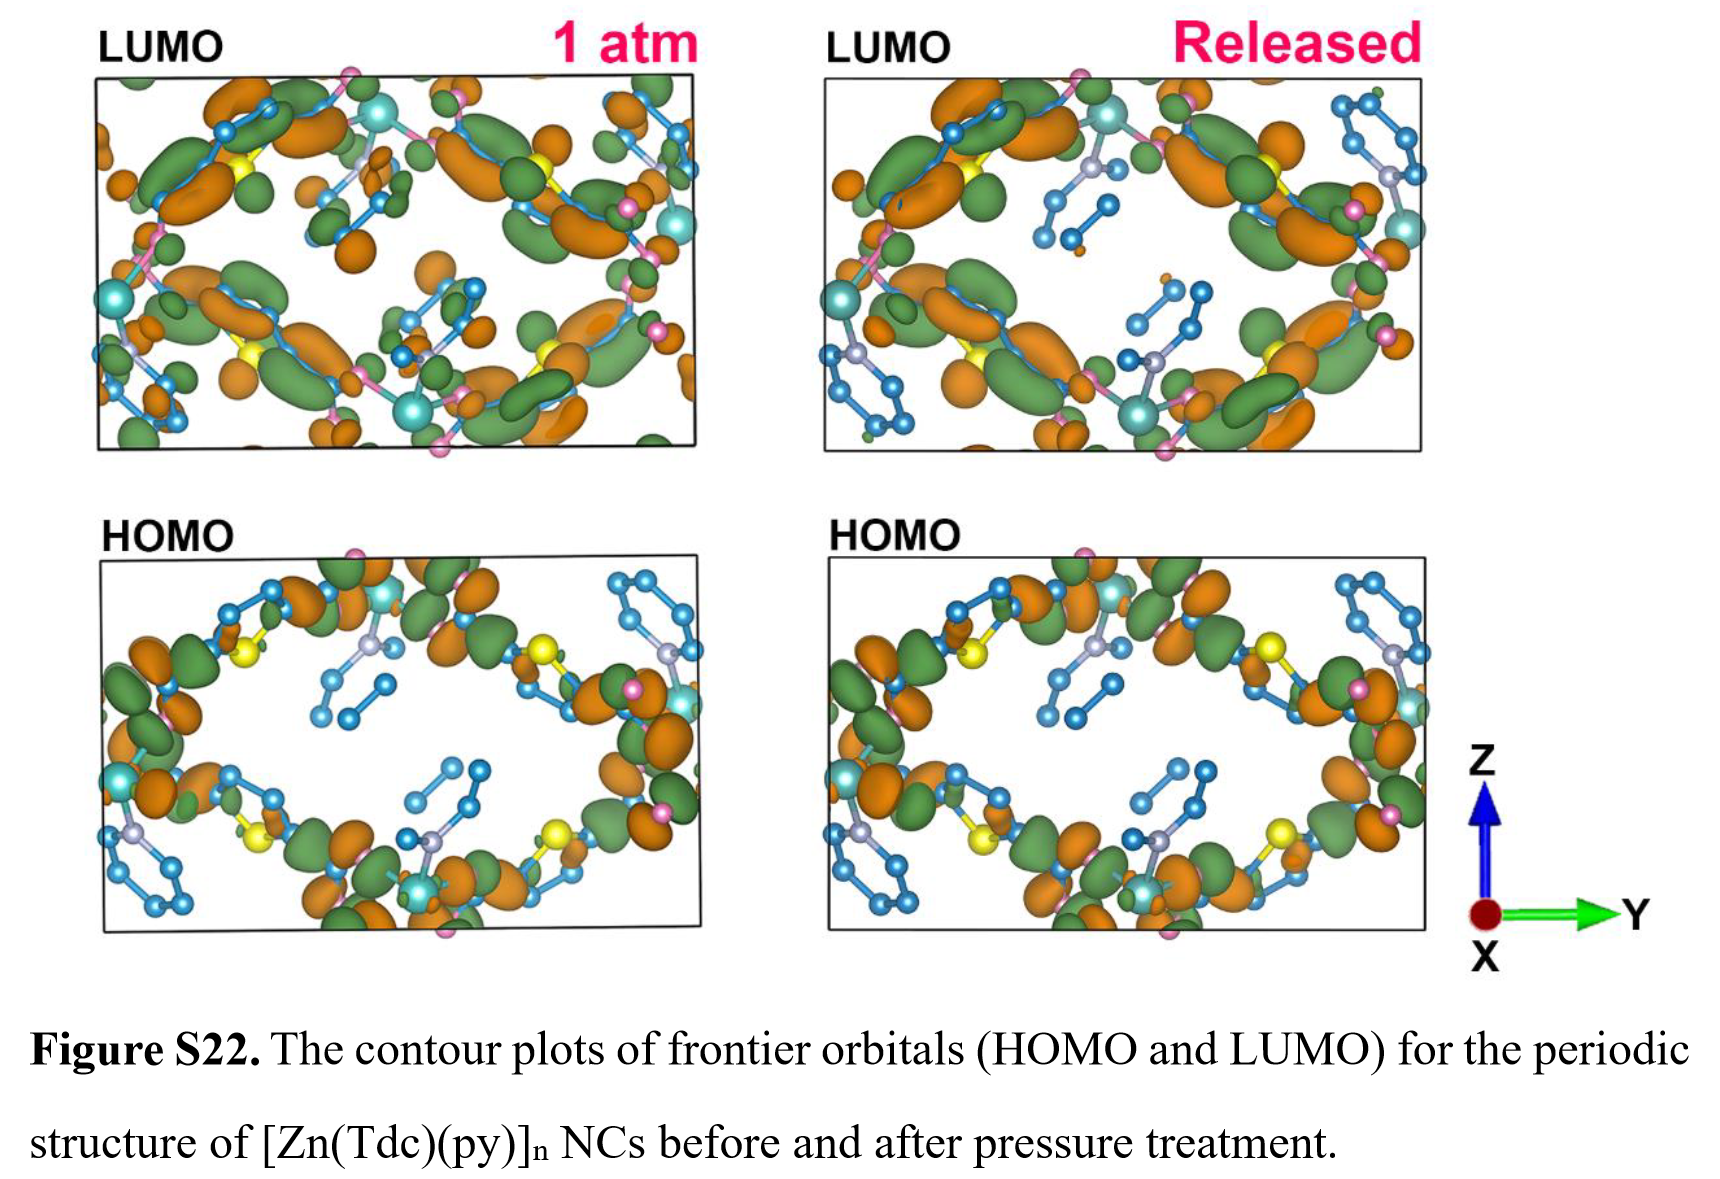 LUMO 1 atm
LUMO Released
HOMO
HOMO
Z
Y
X
Figure S22. The contour plots of frontier orbitals (HOMO and LUMO) for the periodic
structure of [Zn(Tdc)(py)]ₙ NCs before and after pressure treatment.